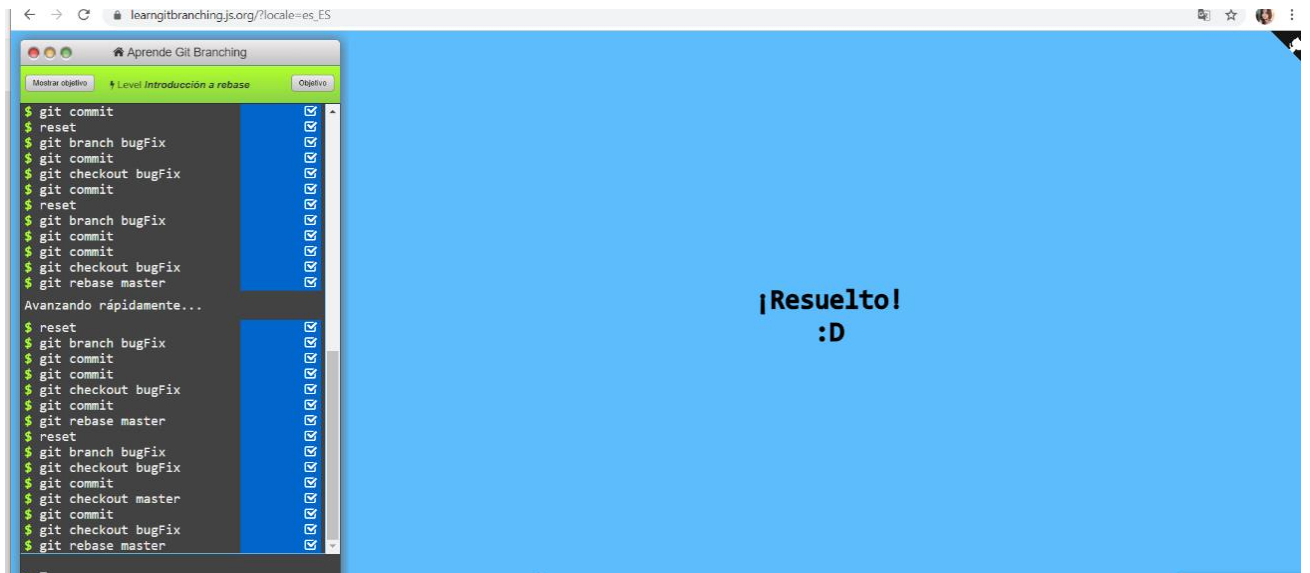 learngitbranching.js.org/?locale=es_ES
Aprende Git Branching
Mostrar objetivo
Level Introducción a rebase
Objetivo
$ git commit
$ reset
$ git branch bugFix
$ git commit
$ git checkout bugFix
$ git commit
$ reset
$ git branch bugFix
$ git commit
$ git commit
$ git checkout bugFix
$ git rebase master
Avanzando rápidamente...
$ reset
$ git branch bugFix
$ git commit
$ git commit
$ git checkout bugFix
$ git commit
$ git rebase master
$ reset
$ git branch bugFix
$ git checkout bugFix
$ git commit
$ git checkout master
$ git commit
$ git checkout bugFix
$ git rebase master
¡Resuelto!
:D